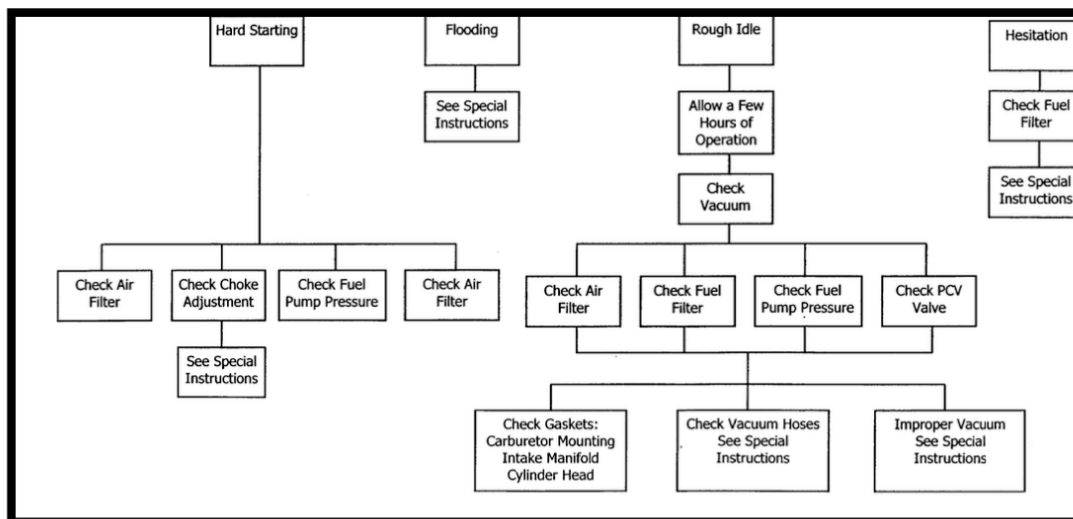 Hard Starting
Flooding
Rough Idle
Hesitation
See Special
Instructions
Allow a Few
Hours of
Operation
Check Fuel
Filter
Check
Vacuum
See Special
Instructions
Check Air
Filter
Check Choke
Adjustment
Check Fuel
Pump Pressure
Check Air
Filter
Check Air
Filter
Check Fuel
Filter
Check Fuel
Pump Pressure
Check PCV
Valve
See Special
Instructions
Check Gaskets:
Carburetor Mounting
Intake Manifold
Cylinder Head
Check Vacuum Hoses
See Special
Instructions
Improper Vacuum
See Special
Instructions